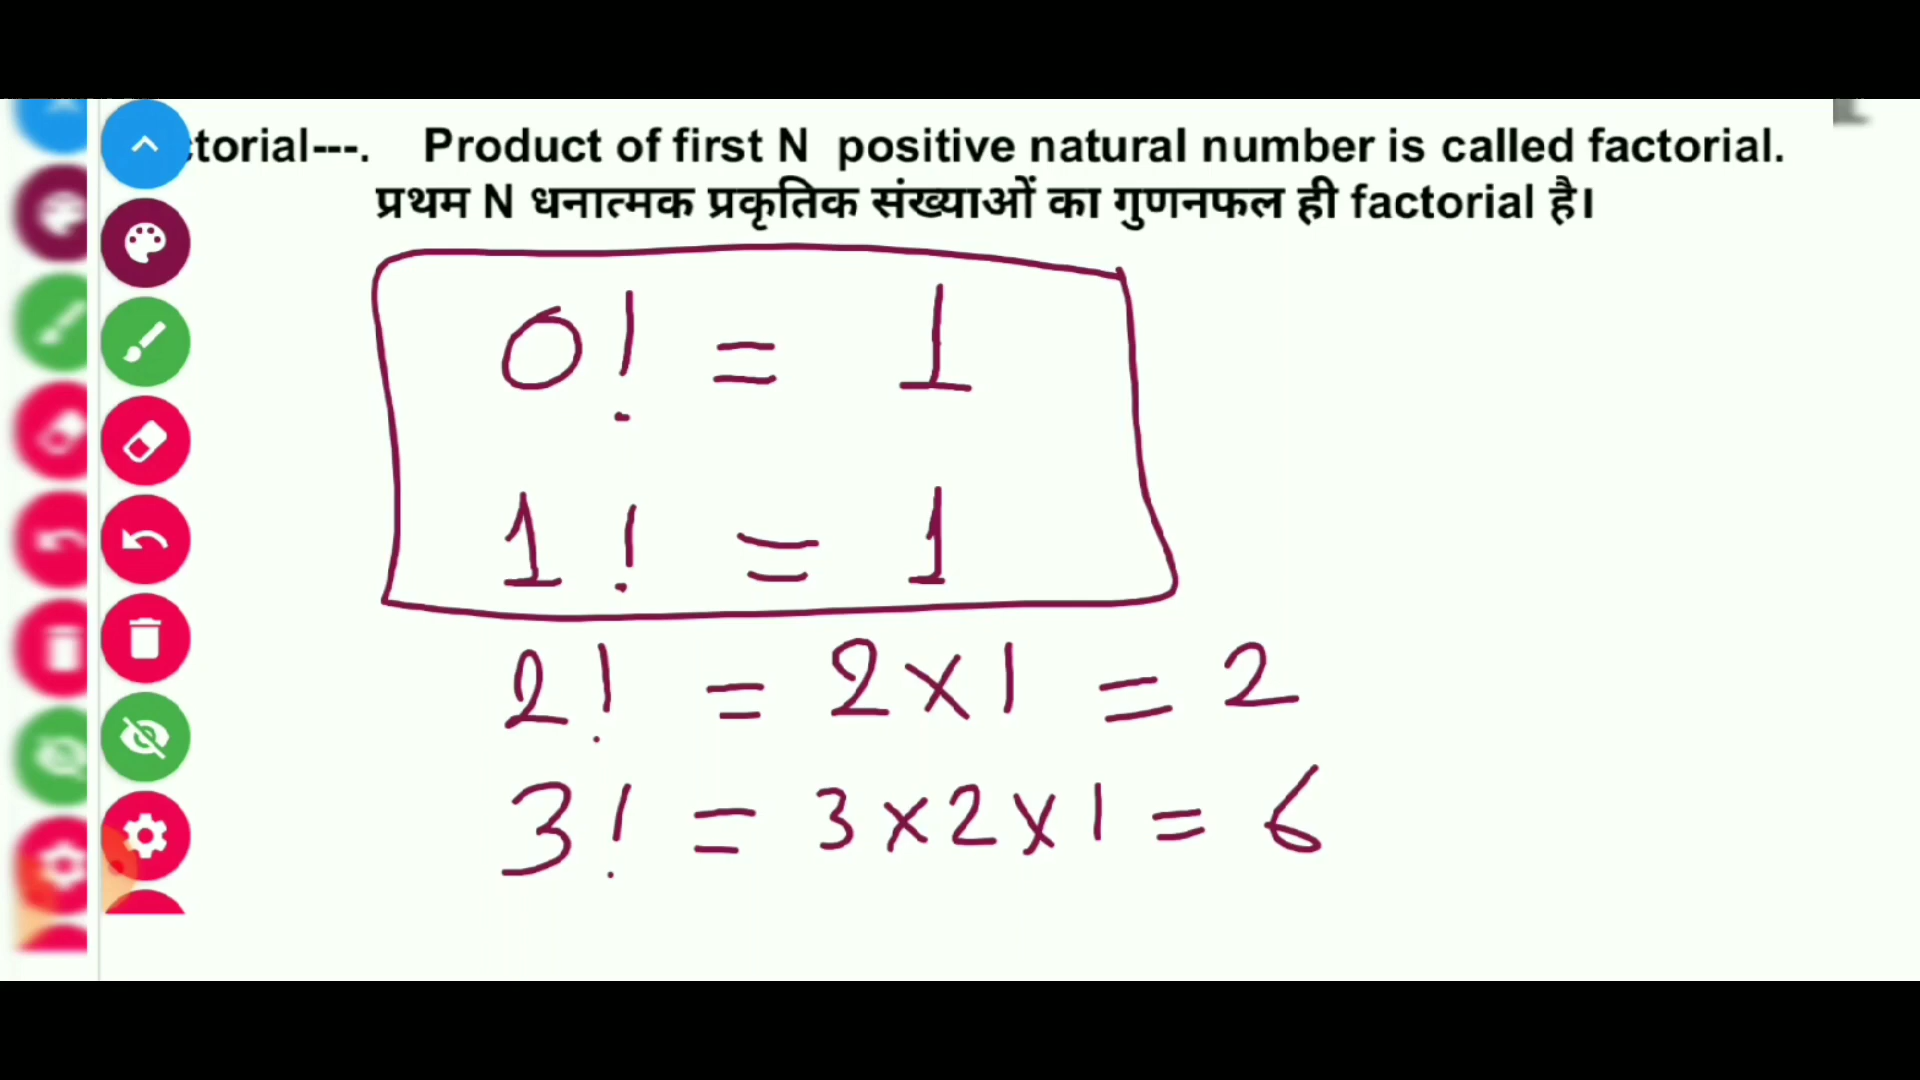 ctorial---. Product of first N positive natural number is called factorial.
प्रथम N धनात्मक प्रकृतिक संख्याओं का गुणनफल ही factorial है।
0! = 1
1! = 1
2! = 2x1 = 2
3! = 3x2x1 = 6